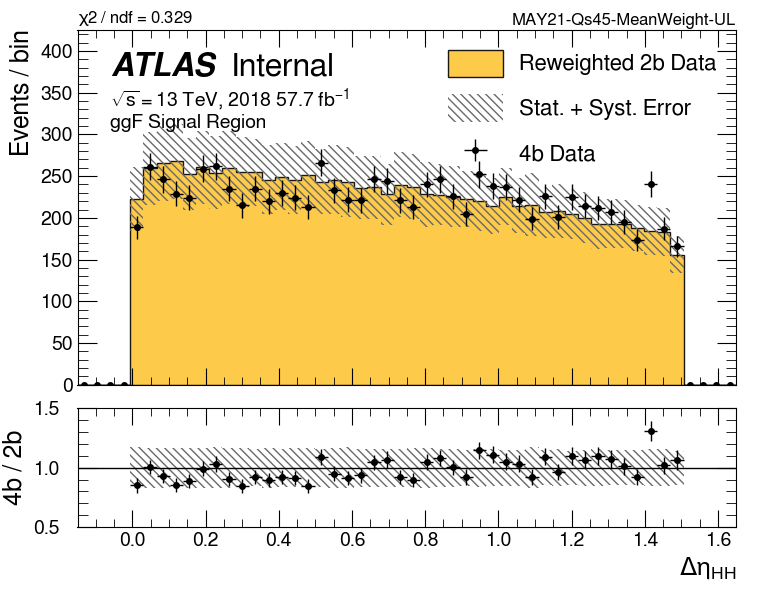 χ2 / ndf = 0.329
MAY21-Qs45-MeanWeight-UL
ATLAS Internal
√s = 13 TeV, 2018 57.7 fb−1
ggF Signal Region
Reweighted 2b Data
Stat. + Syst. Error
4b Data
Events / bin
400
350
300
250
200
150
100
50
0
4b / 2b
1.5
1.0
0.5
0.0 0.2 0.4 0.6 0.8 1.0 1.2 1.4 1.6
ΔηHH